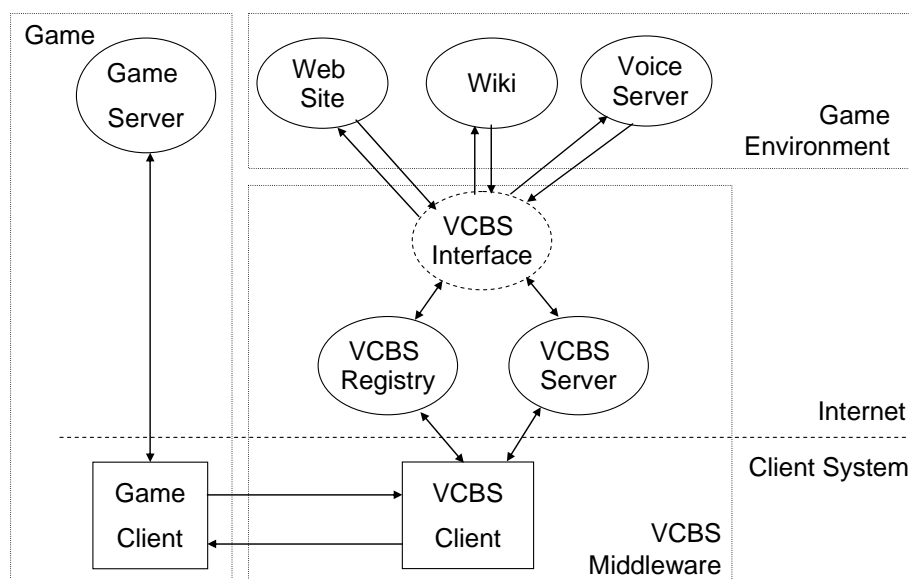 Game
Game
Server
Web
Site
Wiki
Voice
Server
Game
Environment
VCBS
Interface
VCBS
Registry
VCBS
Server
Internet
Client System
Game
Client
VCBS
Client
VCBS
Middleware